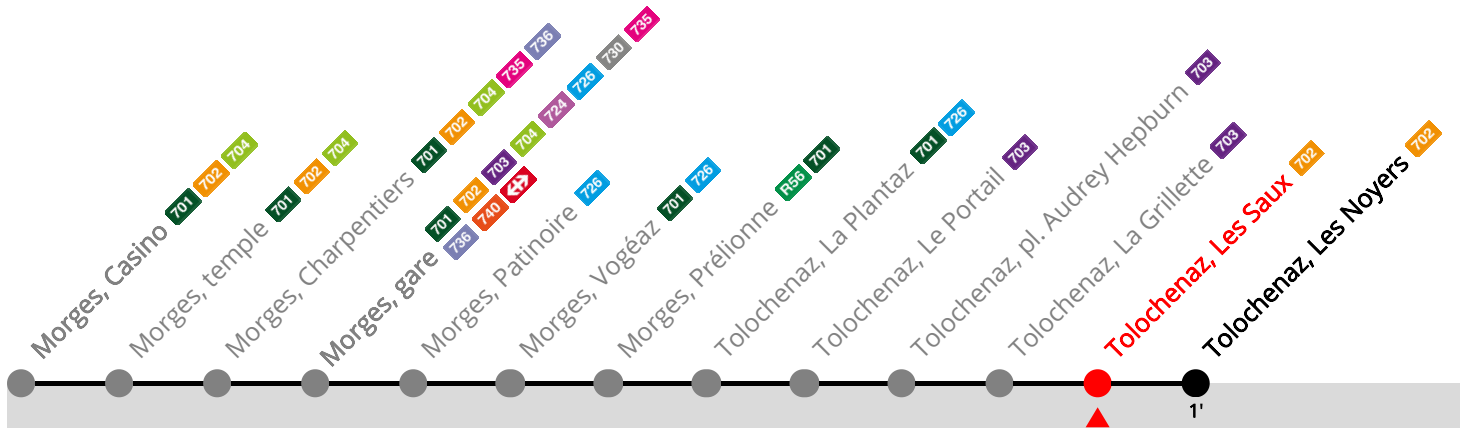 Morges, Casino 701 702 704
Morges, temple 701 702 704
Morges, Charpentiers 701 702 704 735 736
Morges, gare 701 702 703 704 724 726 730 735
736 740
Morges, Patinoire 726
Morges, Vogéaz 701 726
Morges, Prélionne R56 701
Tolochenaz, La Plantaz 701 726
Tolochenaz, Le Portail 703
Tolochenaz, pl. Audrey Hepburn 703
Tolochenaz, La Grillette 703
Tolochenaz, Les Saux 702
Tolochenaz, Les Noyers 702
1'